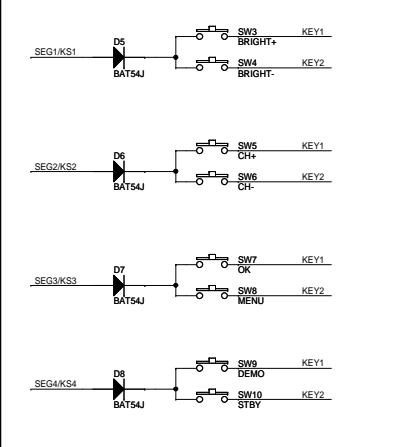 SW3 KEY1
D5 BRIGHT+
SEG1/KS1 SW4 KEY2
BAT54J BRIGHT-
SW5 KEY1
D6 CH+
SEG2/KS2 SW6 KEY2
BAT54J CH-
SW7 KEY1
D7 OK
SEG3/KS3 SW8 KEY2
BAT54J MENU
SW9 KEY1
D8 DEMO
SEG4/KS4 SW10 KEY2
BAT54J STBY